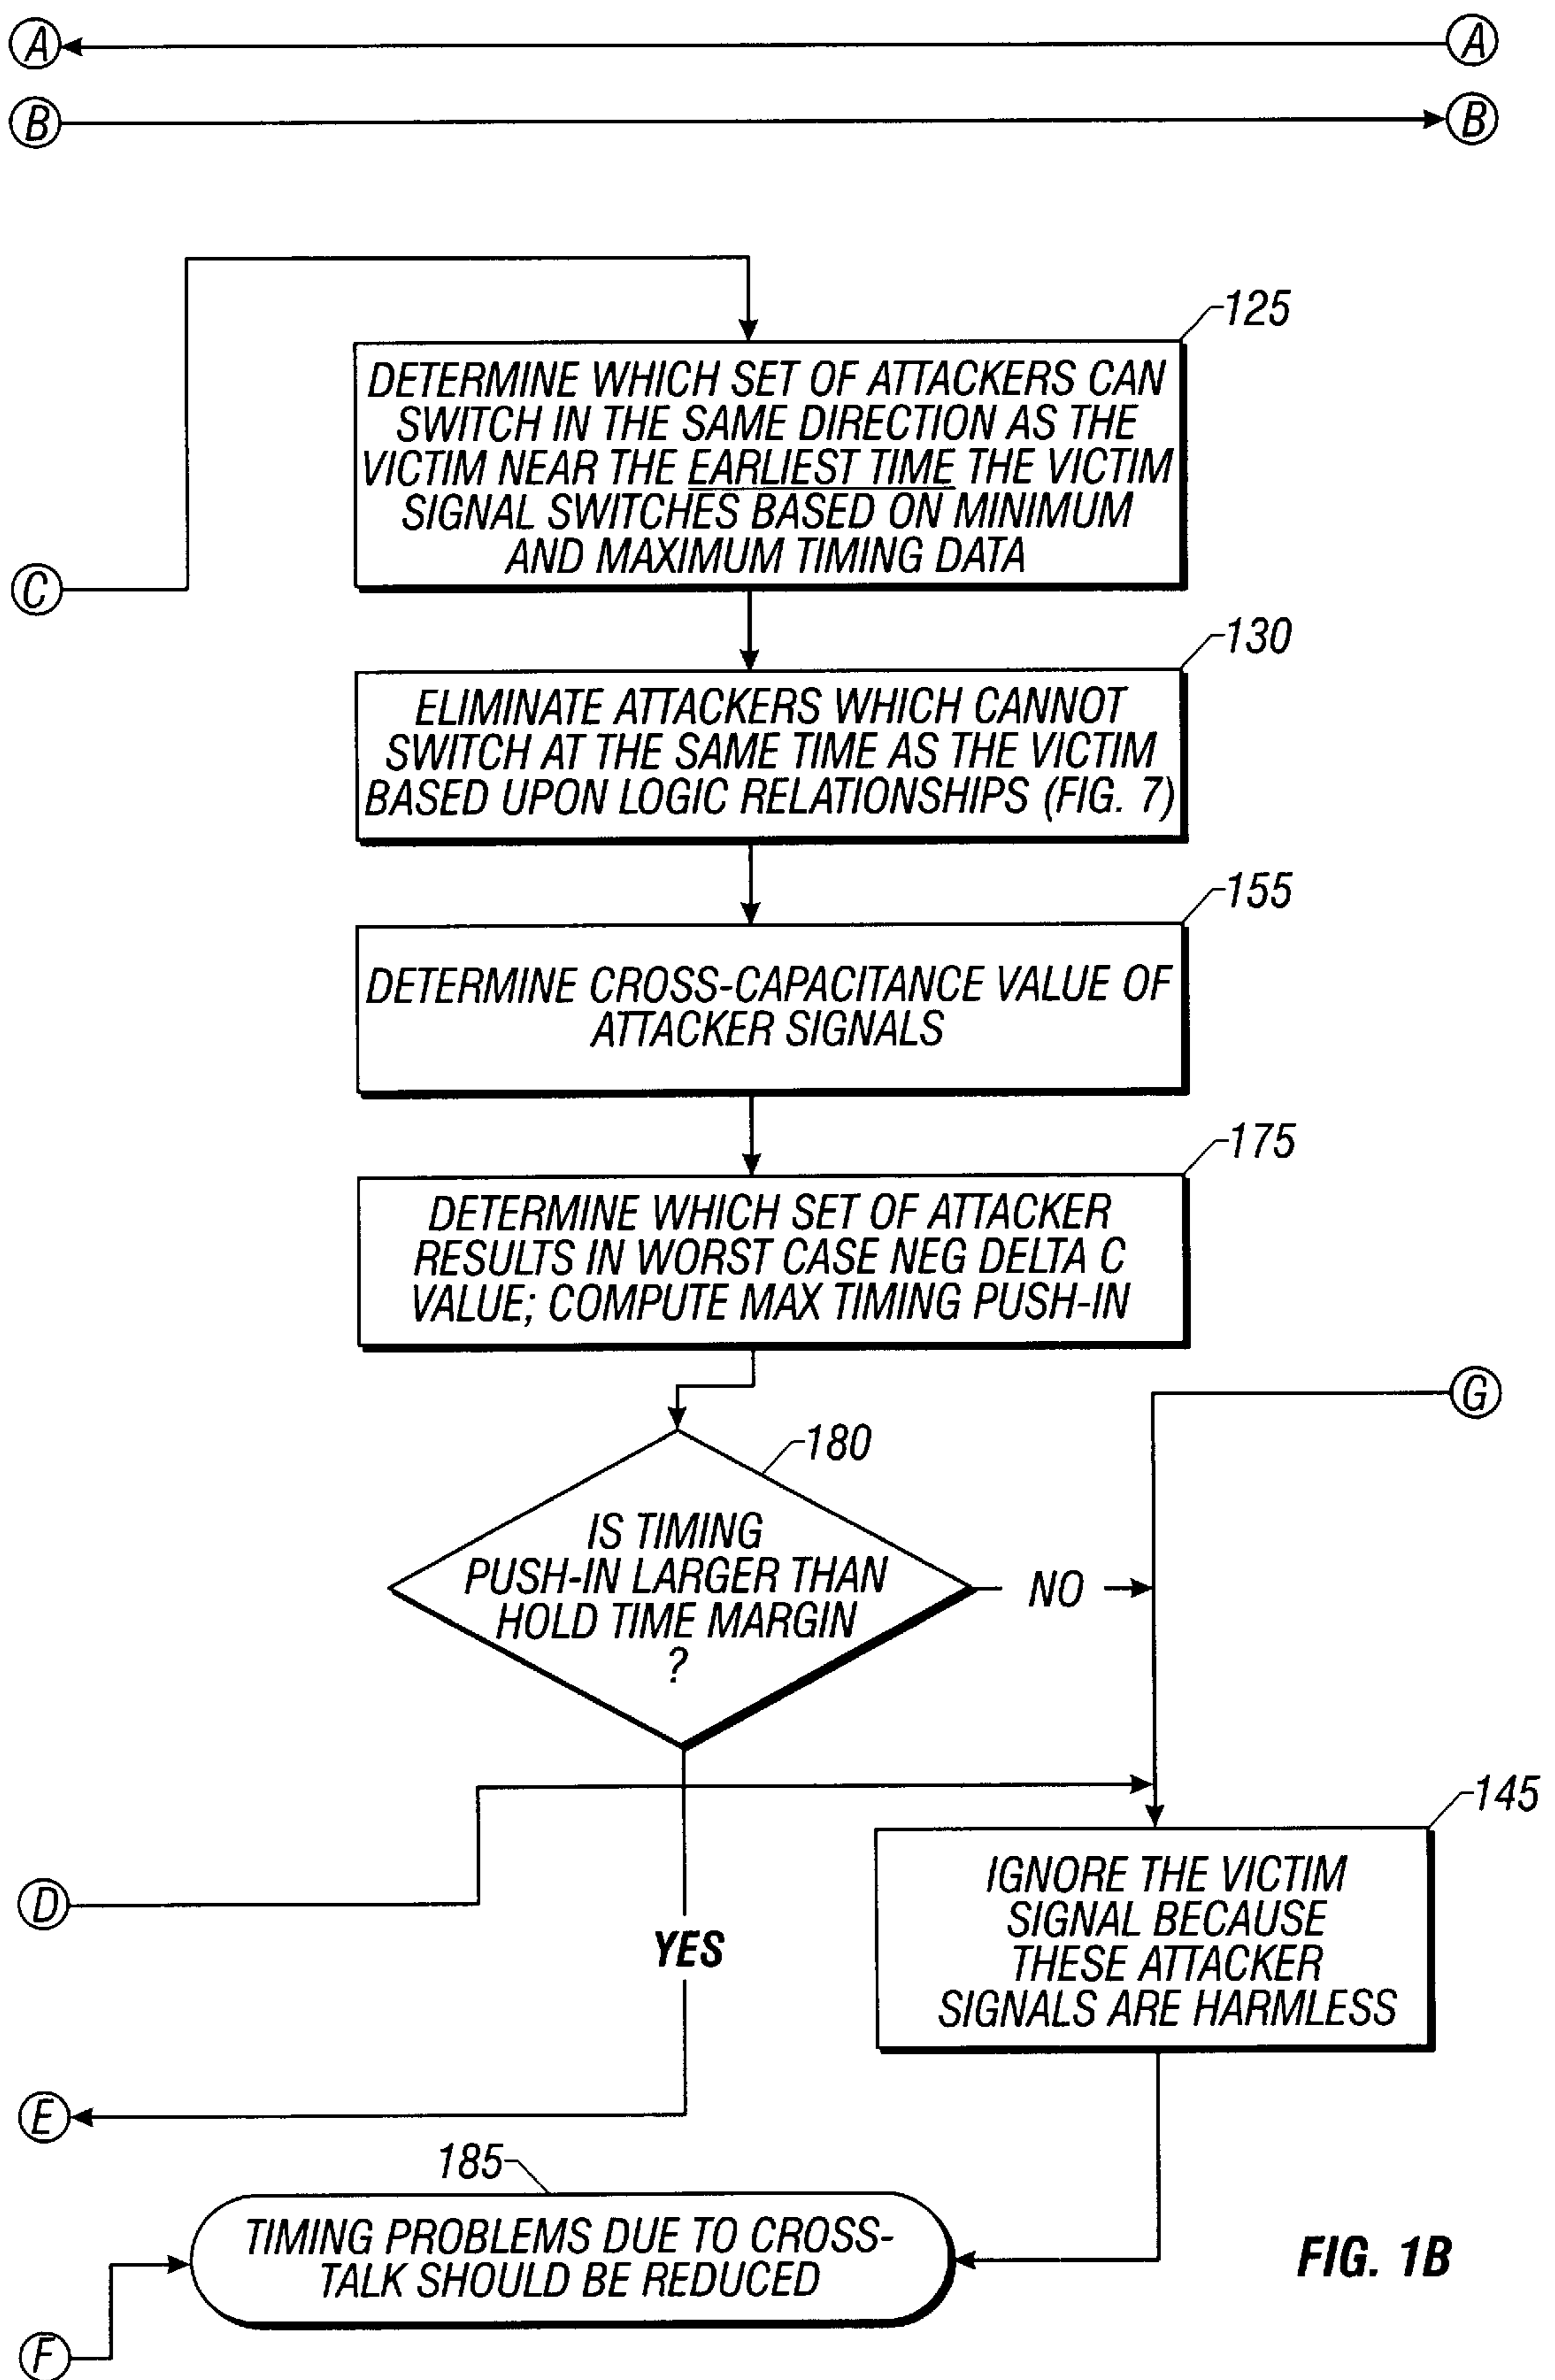 A A
B B
125
DETERMINE WHICH SET OF ATTACKERS CAN
SWITCH IN THE SAME DIRECTION AS THE
VICTIM NEAR THE EARLIEST TIME THE VICTIM
SIGNAL SWITCHES BASED ON MINIMUM
AND MAXIMUM TIMING DATA
C
130
ELIMINATE ATTACKERS WHICH CANNOT
SWITCH AT THE SAME TIME AS THE VICTIM
BASED UPON LOGIC RELATIONSHIPS (FIG. 7)
155
DETERMINE CROSS-CAPACITANCE VALUE OF
ATTACKER SIGNALS
175
DETERMINE WHICH SET OF ATTACKER
RESULTS IN WORST CASE NEG DELTA C
VALUE; COMPUTE MAX TIMING PUSH-IN
G
180
IS TIMING
PUSH-IN LARGER THAN
HOLD TIME MARGIN
?
NO
145
IGNORE THE VICTIM
SIGNAL BECAUSE
THESE ATTACKER
SIGNALS ARE HARMLESS
D
YES
E
185
TIMING PROBLEMS DUE TO CROSS-
TALK SHOULD BE REDUCED
FIG. 1B
F